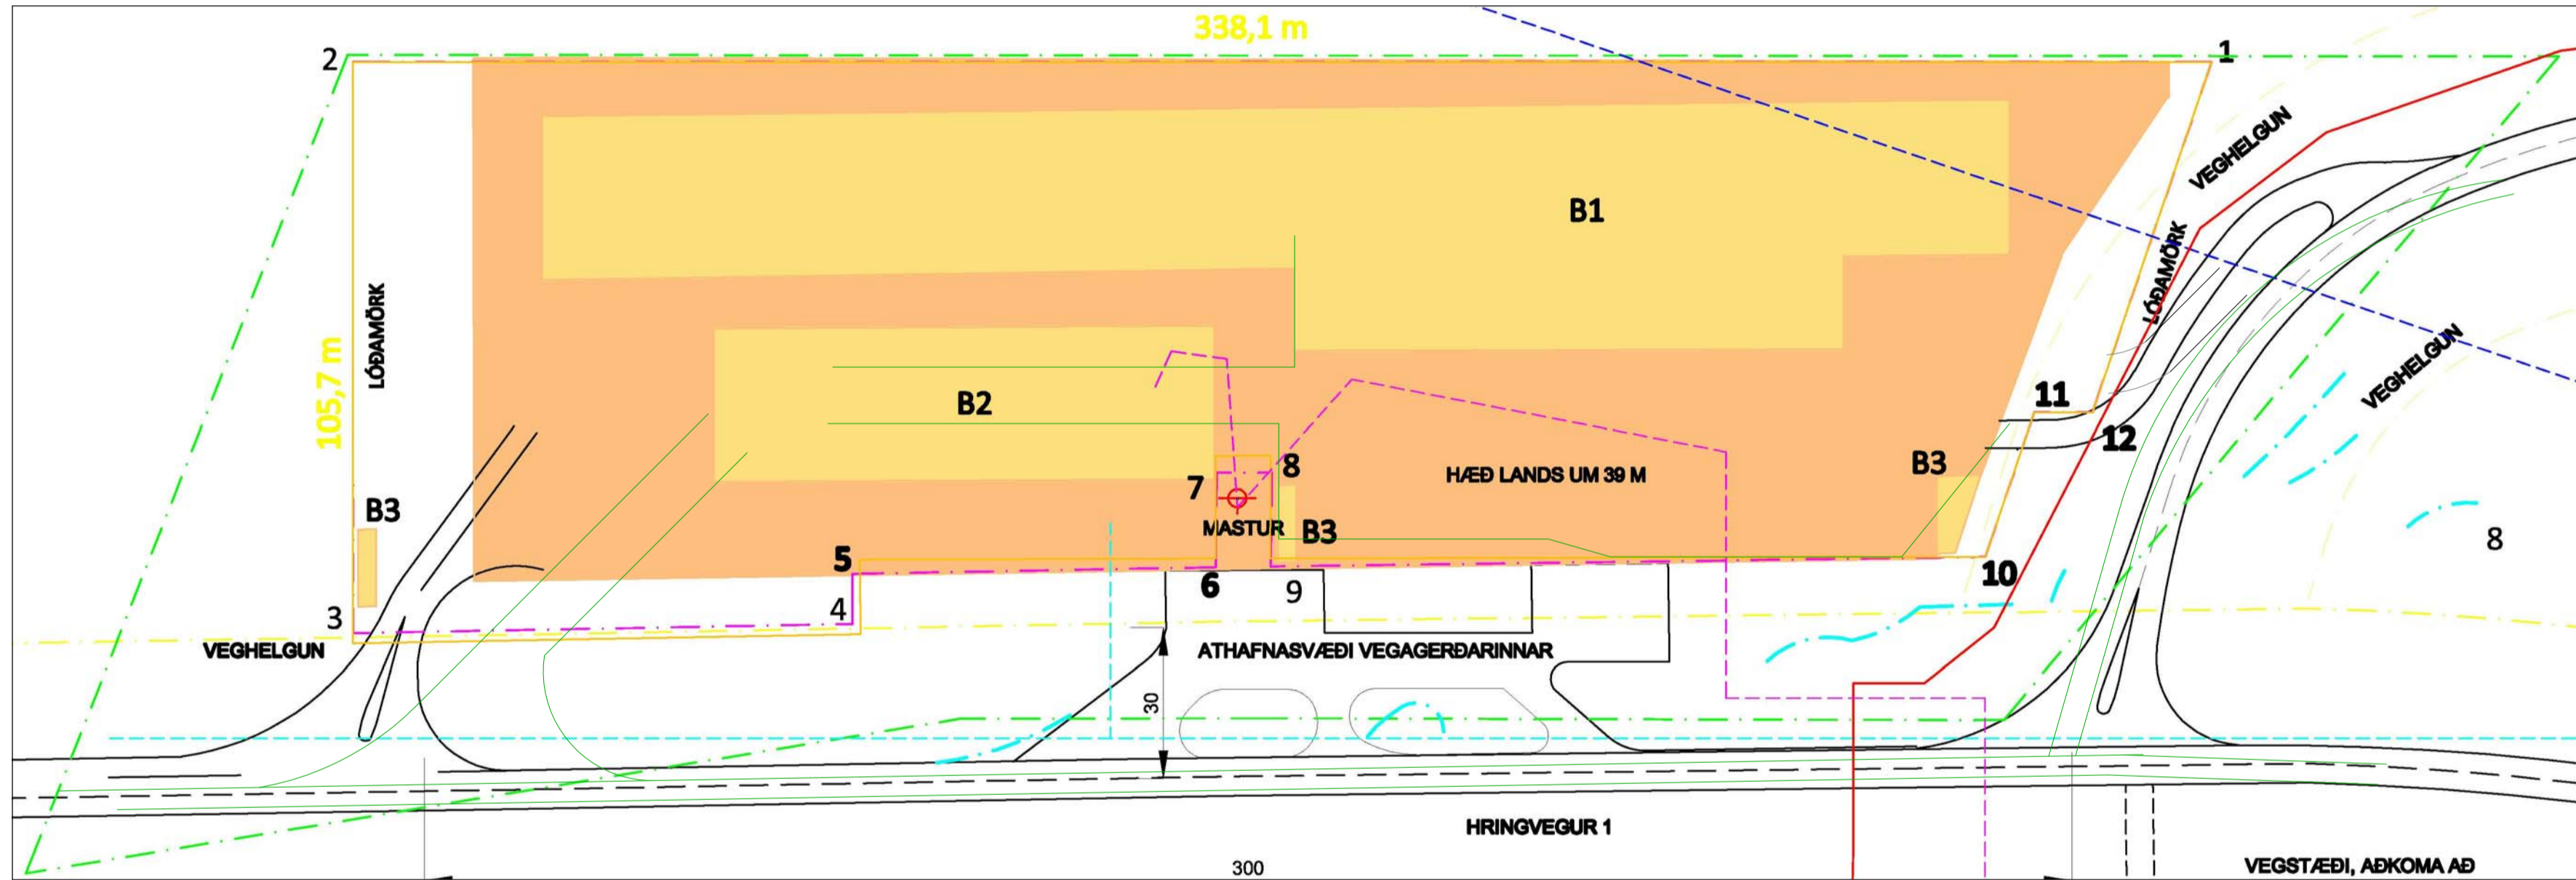 338,1 m
2
1
VEGHELGUN
B1
LÓÐAMÖRK
LÓÐAMÖRK
105,7 m
VEGHELGUN
B2
11
12
8
7
HÆÐ LANDS UM 39 M
B3
B3
MASTUR
B3
8
5
10
6
9
4
3
VEGHELGUN
ATHAFNASVÆÐI VEGAGERÐARINNAR
30
HRINGVEGUR 1
300
VEGSTÆÐI, AÐKOMA AÐ